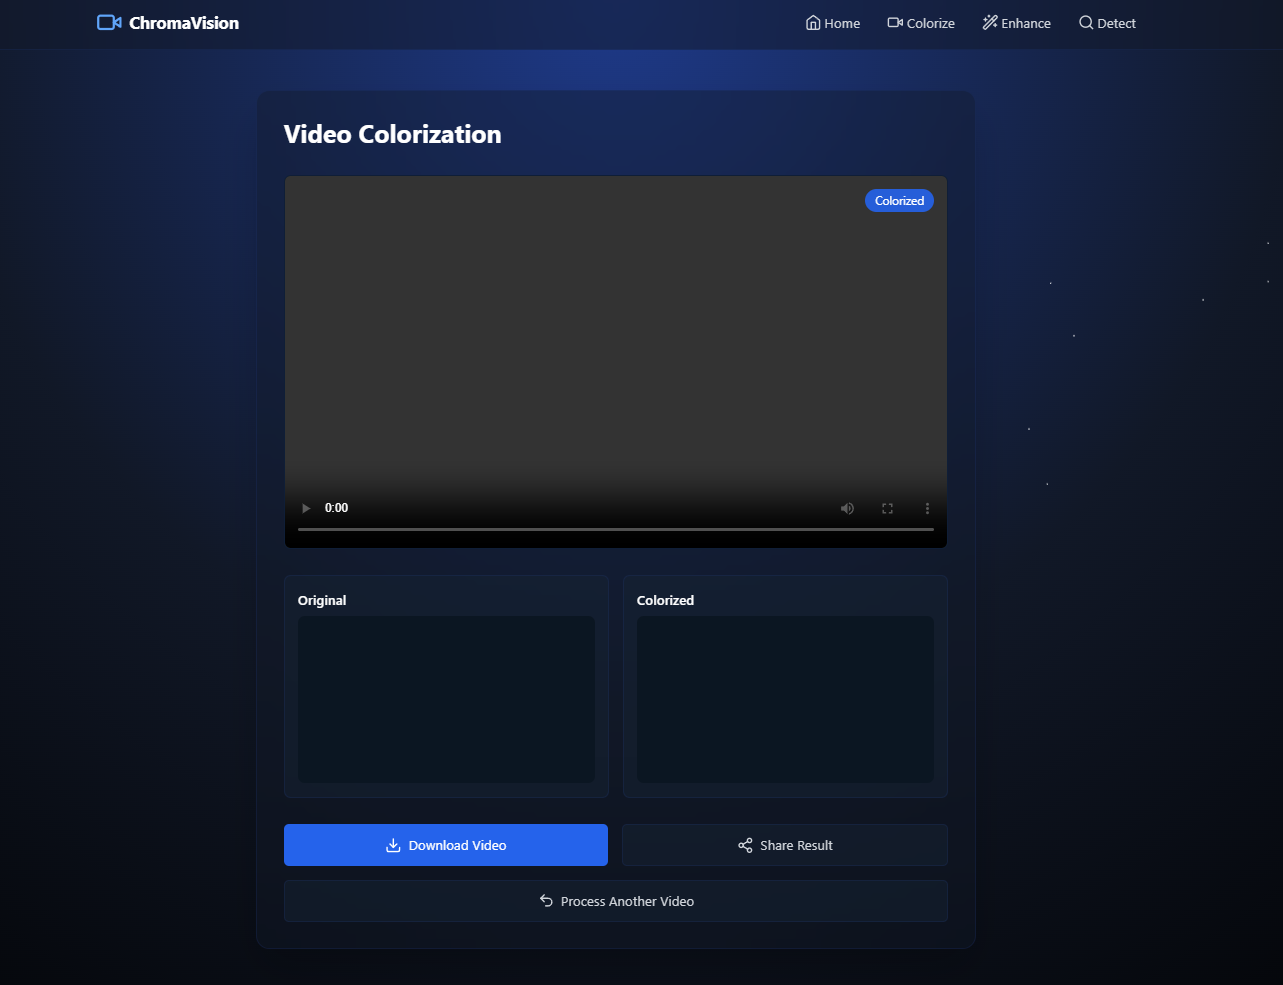 ChromaVision
Home Colorize Enhance Detect
Video Colorization
Colorized
0:00
Original
Colorized
Download Video
Share Result
Process Another Video